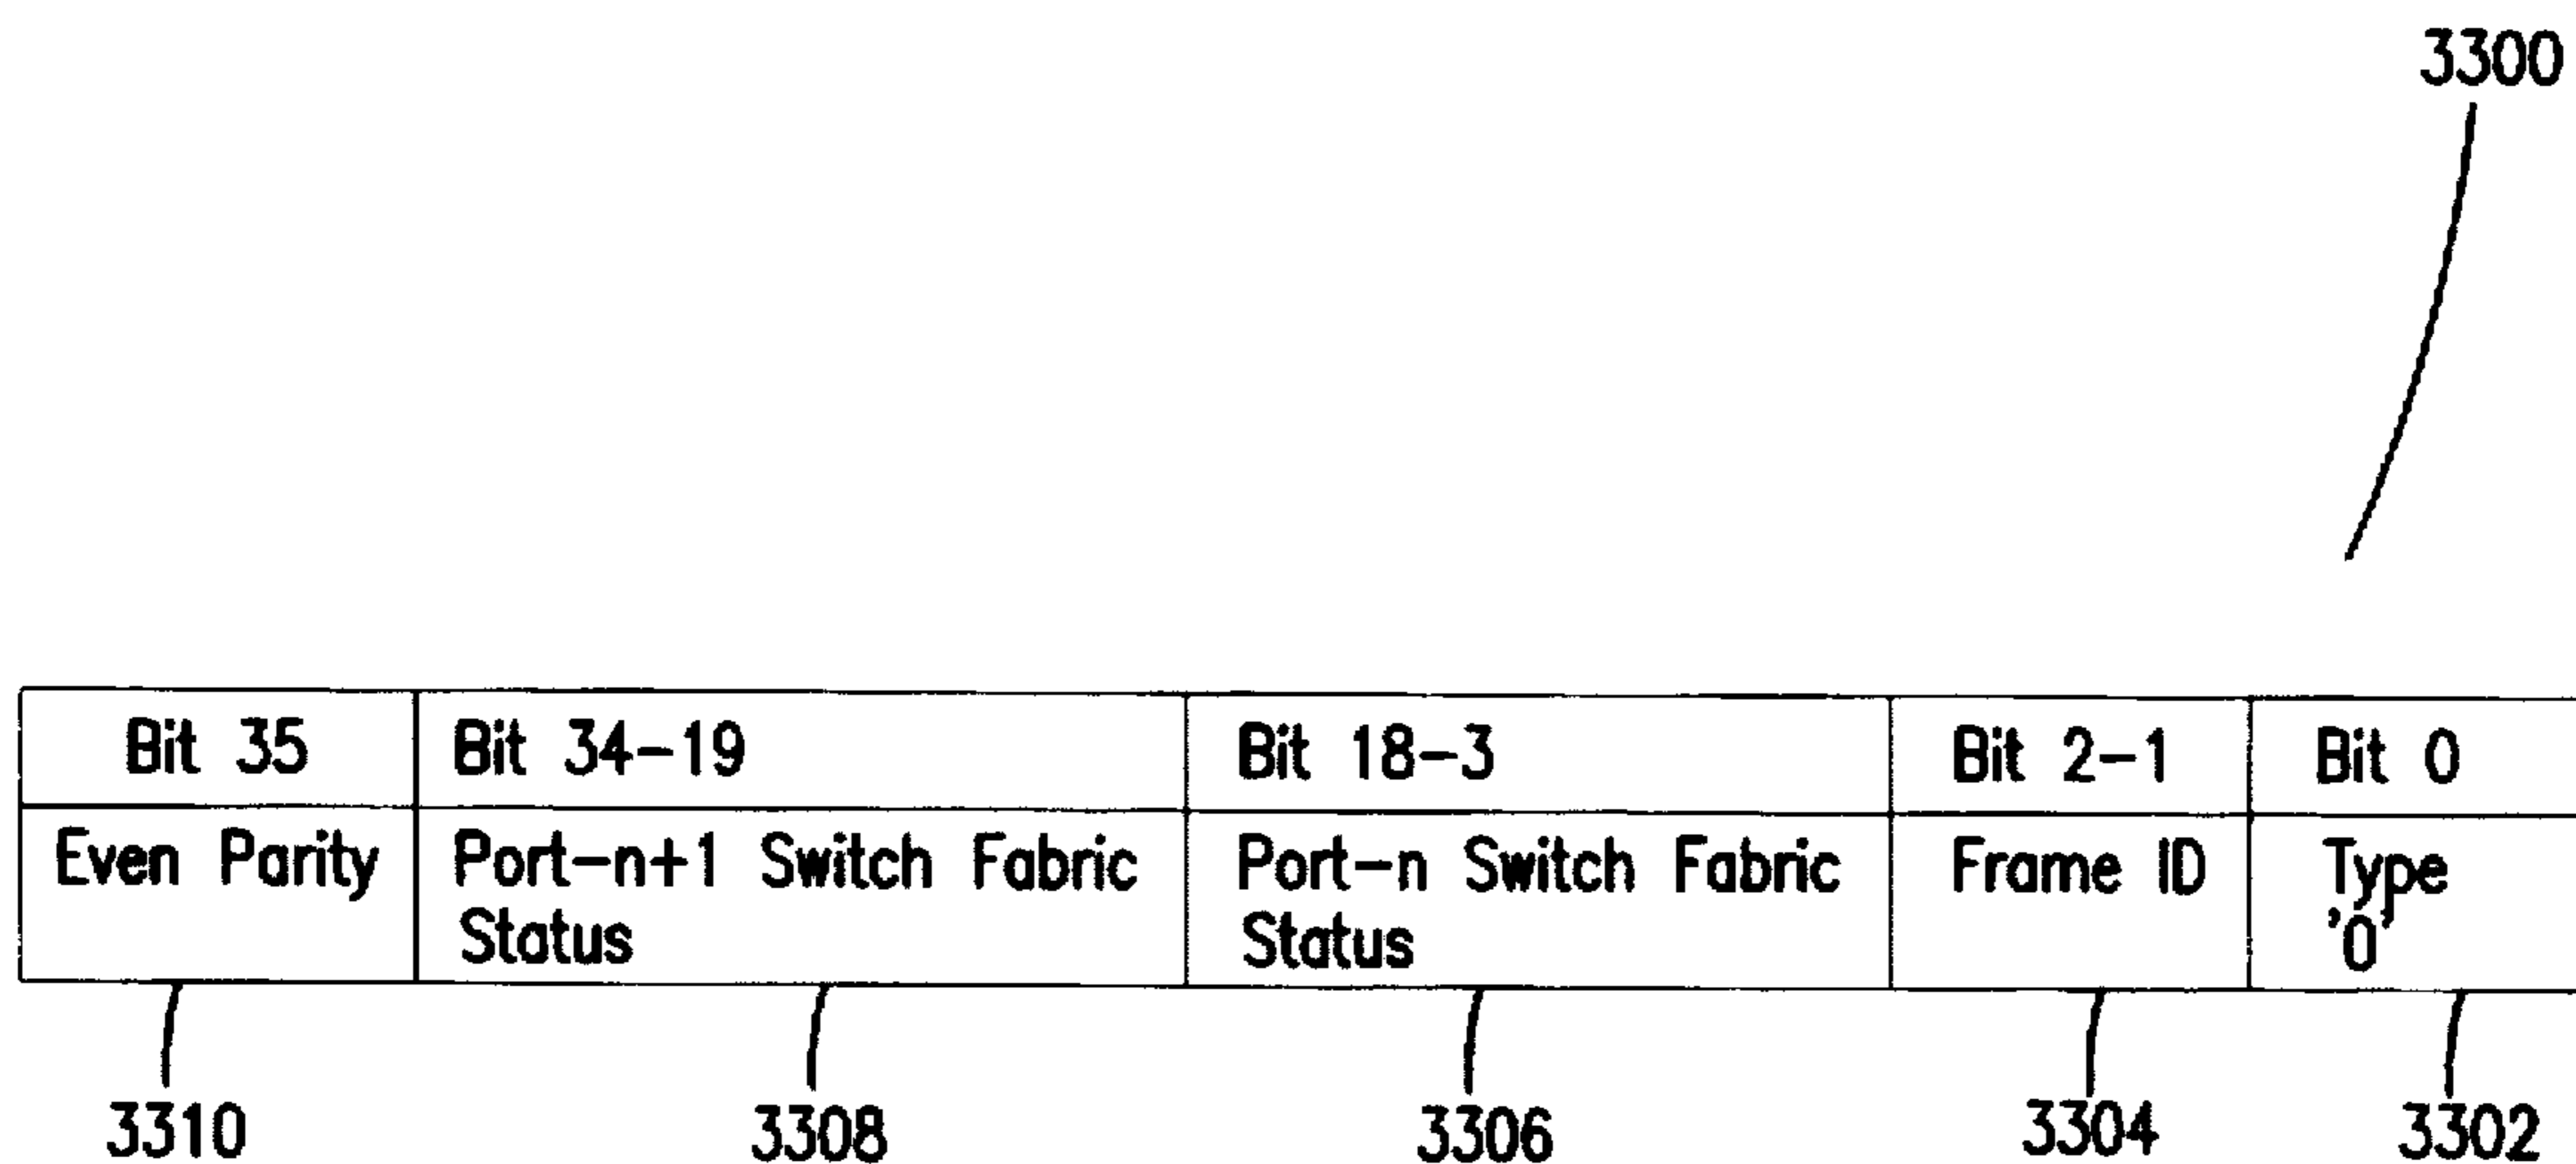 3300
Bit 35 Bit 34-19 Bit 18-3 Bit 2-1 Bit 0
Even Parity Port-n+1 Switch Fabric Port-n Switch Fabric Frame ID Type
Status Status '0'
3310 3308 3306 3304 3302